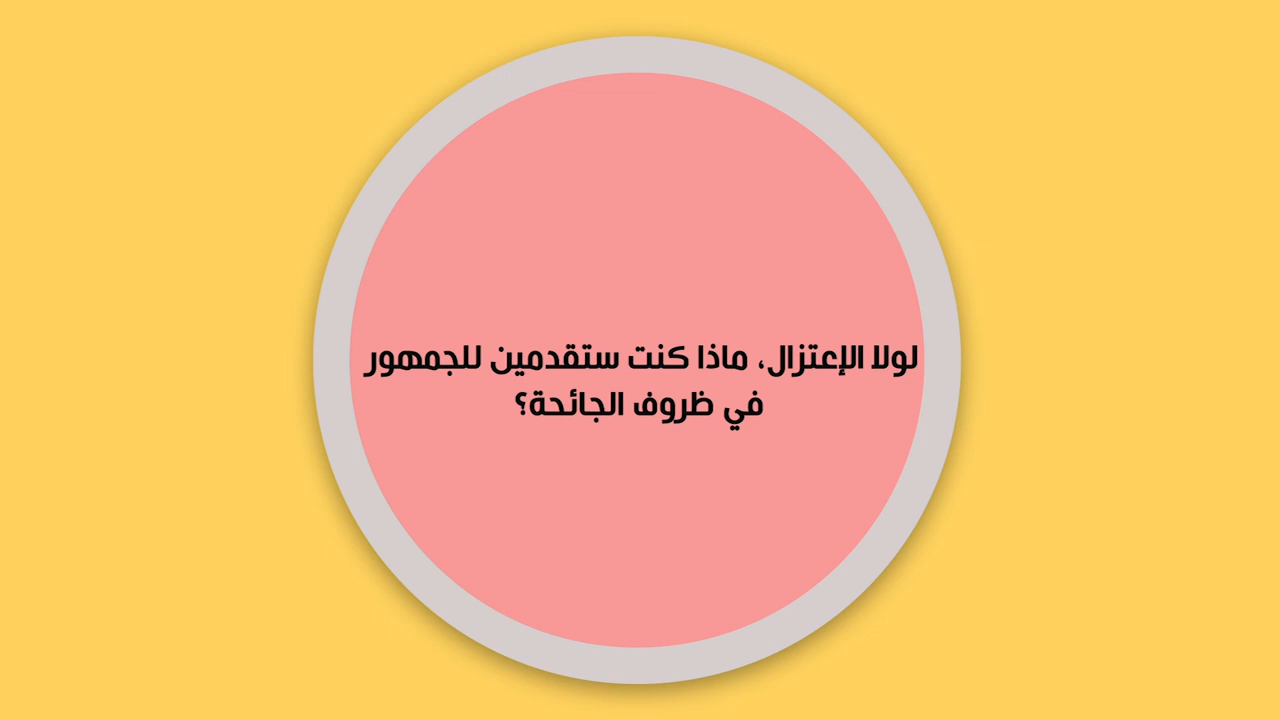 لولا الإعتزال، ماذا كنت ستقدمين للجمهور
في ظروف الجائحة؟